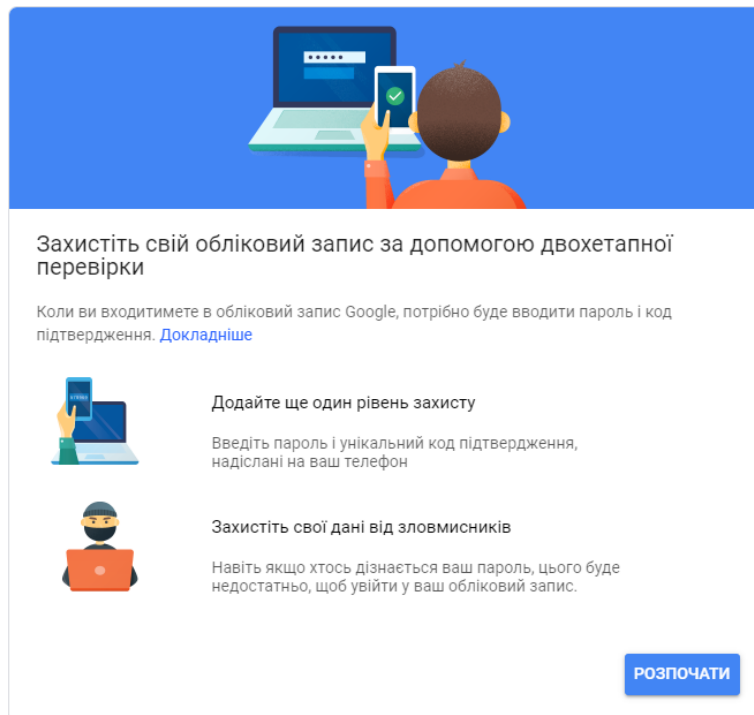 Захистіть свій обліковий запис за допомогою двохетапної
перевірки
Коли ви входитимете в обліковий запис Google, потрібно буде вводити пароль і код
підтвердження. Докладніше
Додайте ще один рівень захисту
Введіть пароль і унікальний код підтвердження,
надіслані на ваш телефон
Захистіть свої дані від зловмисників
Навіть якщо хтось дізнається ваш пароль, цього буде
недостатньо, щоб увійти у ваш обліковий запис.
РОЗПОЧАТИ